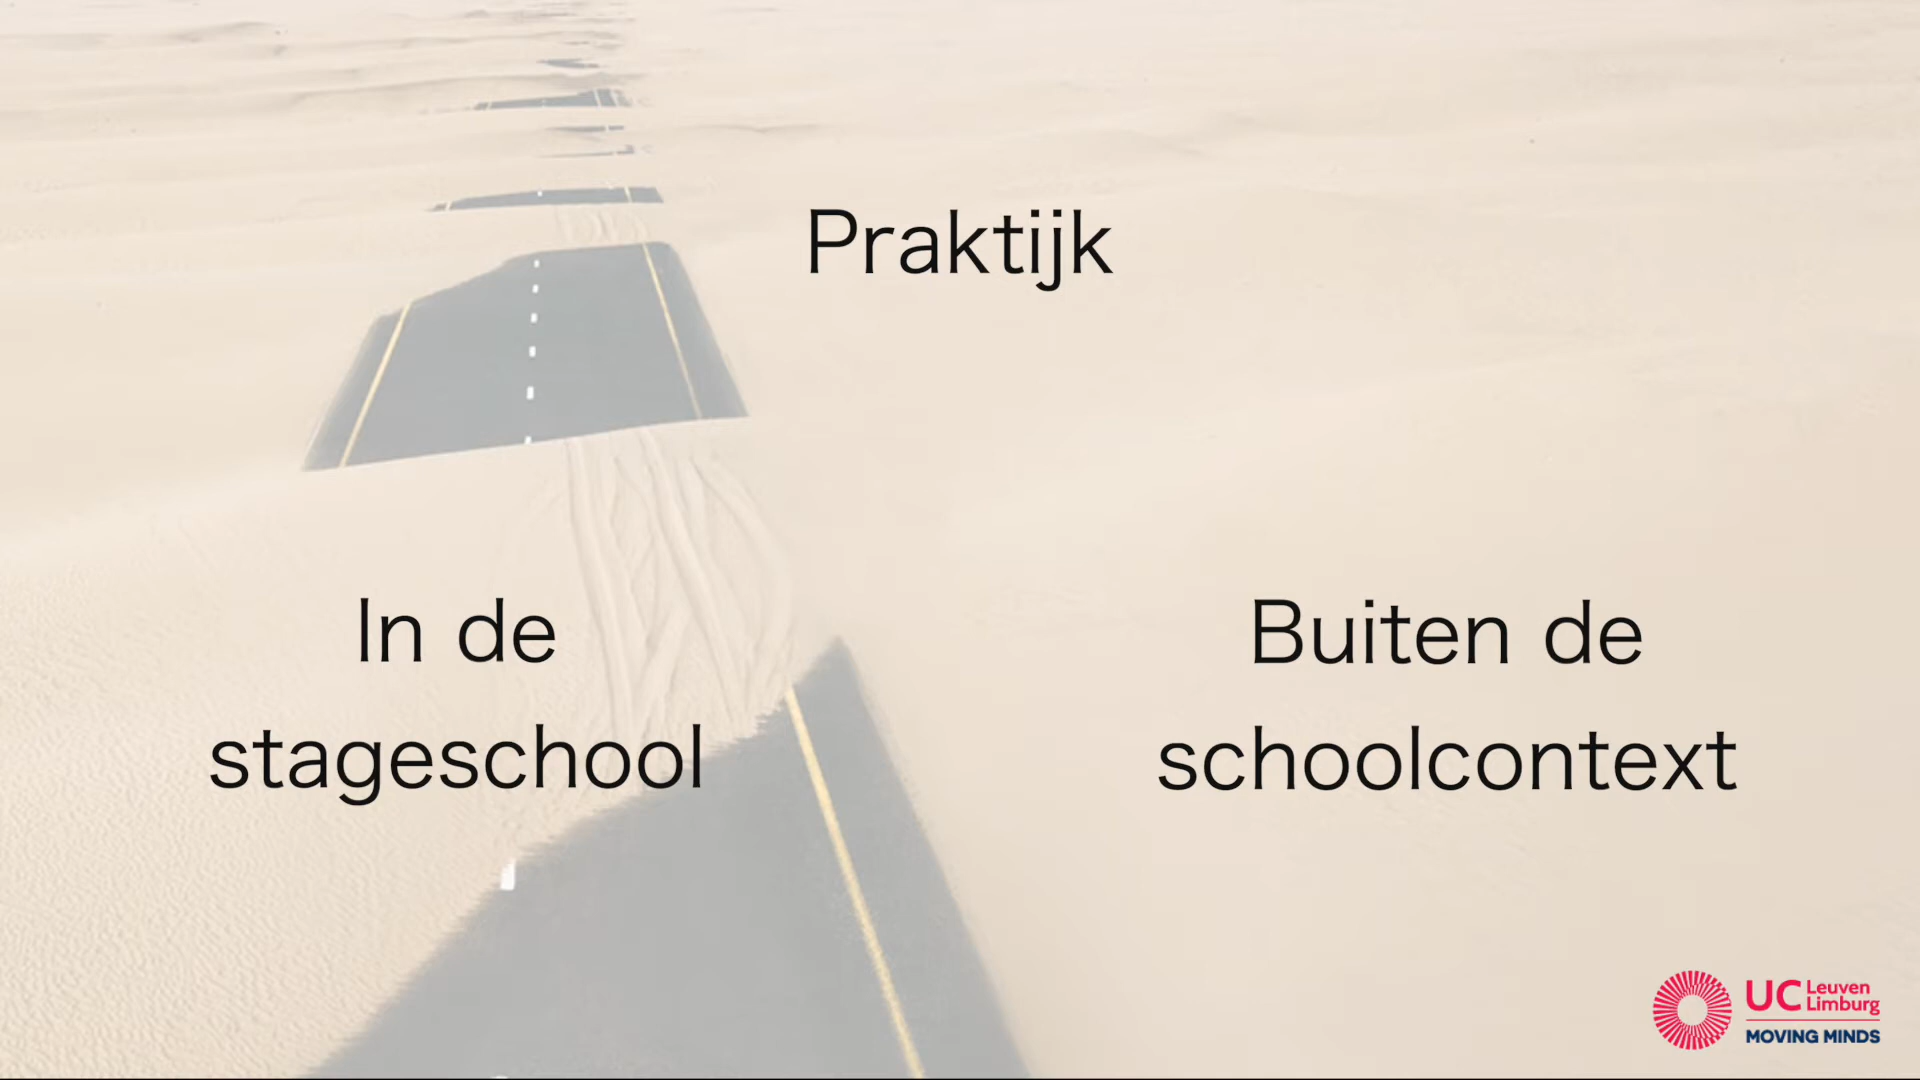 Praktijk
In de
stageschool
Buiten de
schoolcontext
UC Leuven
Limburg
MOVING MINDS